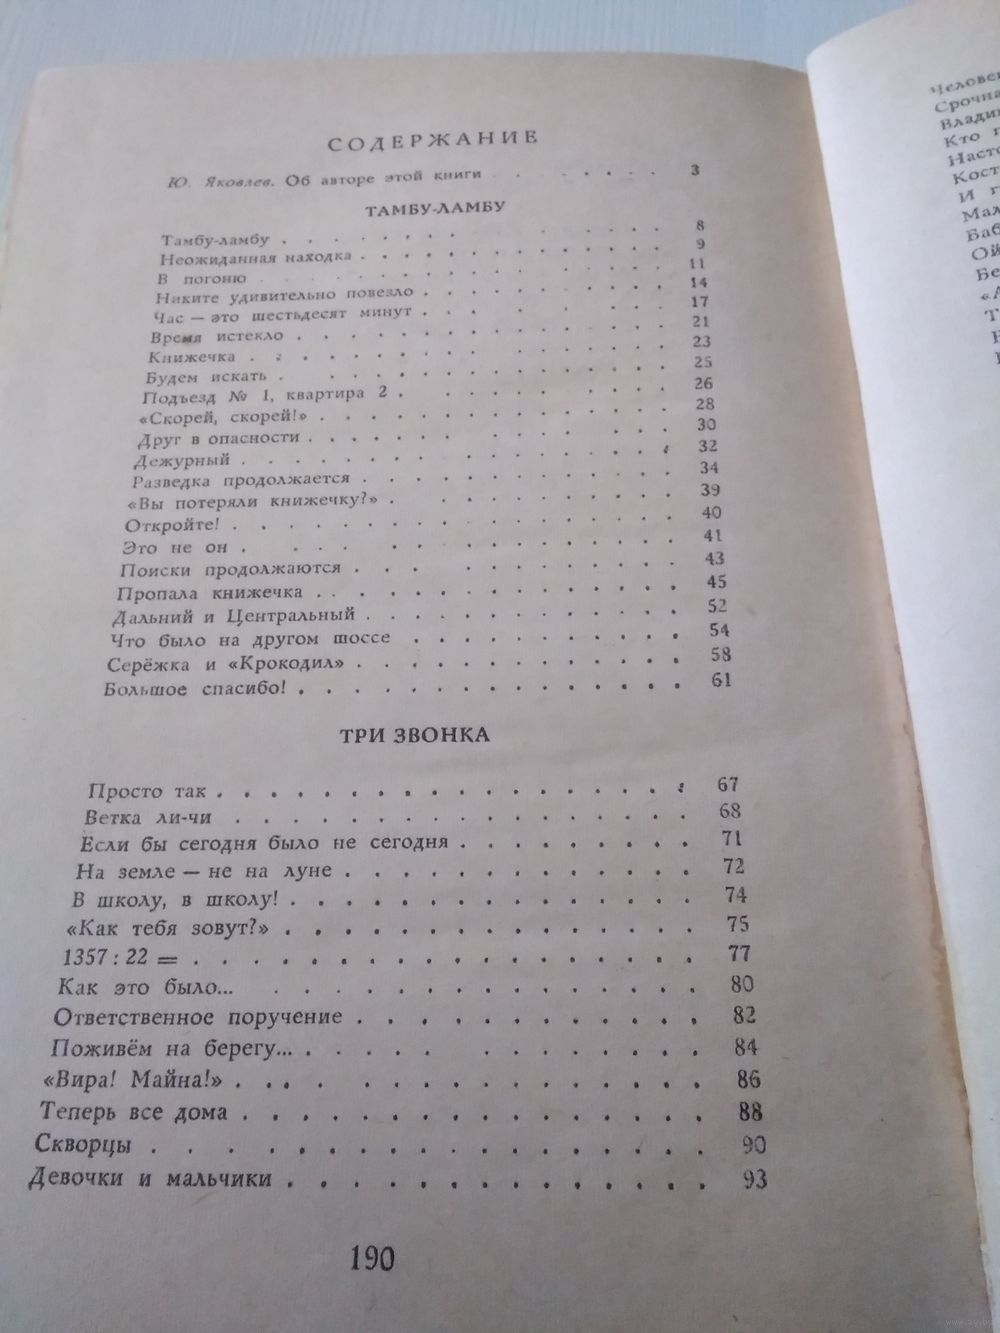 СОДЕРЖАНИЕ
Ю. Яковлев. Об авторе этой книги . . . . . . . 3
ТАМБУ-ЛАМБУ
Тамбу-ламбу . . . . . . . . . . . . 8
Неожиданная находка . . . . . . . . . . . . 9
В погоню . . . . . . . . . . . . 11
Никите удивительно повезло . . . . . . . . . . . 14
Час — это шестьдесят минут . . . . . . . . . . 17
Время истекло . . . . . . . . . . . . 21
Книжечка . . . . . . . . . . . . 23
Будем искать . . . . . . . . . . . . 25
Подъезд № 1, квартира 2 . . . . . . . . . . 26
«Скорей, скорей!» . . . . . . . . . . . . 28
Друг в опасности . . . . . . . . . . . . 30
Дежурный . . . . . . . . . . . . 32
Разведка продолжается . . . . . . . . . . . . 34
«Вы потеряли книжечку?» . . . . . . . . . . 39
Откройте! . . . . . . . . . . . . 40
Это не он . . . . . . . . . . . . 41
Поиски продолжаются . . . . . . . . . . . 43
Пропала книжечка . . . . . . . . . . . . 45
Дальний и Центральный . . . . . . . . . . . 52
Что было на другом шоссе . . . . . . . . . . 54
Серёжка и «Крокодил» . . . . . . . . . . . 58
Большое спасибо! . . . . . . . . . . . . 61
ТРИ ЗВОНКА
Просто так . . . . . . . . . . . . 67
Ветка ли-чи . . . . . . . . . . . . 68
Если бы сегодня было не сегодня . . . . . . . . 71
На земле — не на луне . . . . . . . . . . . 72
В школу, в школу! . . . . . . . . . . . . 74
«Как тебя зовут?» . . . . . . . . . . . . 75
1357 : 22 = . . . . . . . . . . . . 77
Как это было... . . . . . . . . . . . . 80
Ответственное поручение . . . . . . . . . . . 82
Поживём на берегу... . . . . . . . . . . . 84
«Вира! Майна!» . . . . . . . . . . . . 86
Теперь все дома . . . . . . . . . . . . 88
Скворцы . . . . . . . . . . . . 90
Девочки и мальчики . . . . . . . . . . . . 93
190
Срочна
Кто
И